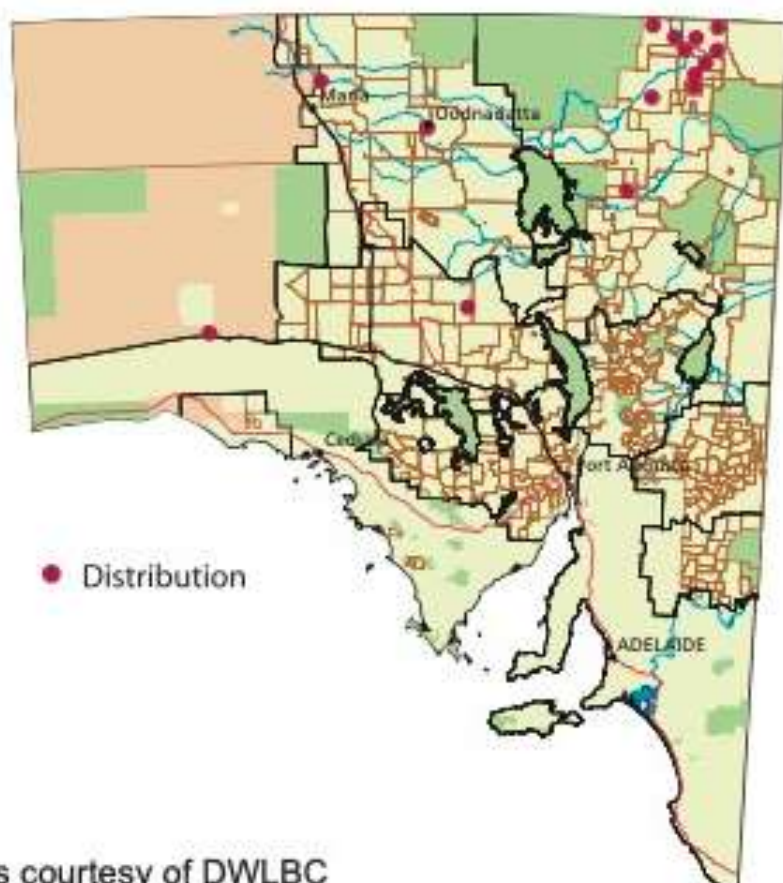 Marla
Oodnadatta
Ceduna
Port Augusta
Distribution
ADELAIDE
s courtesy of DWLBC